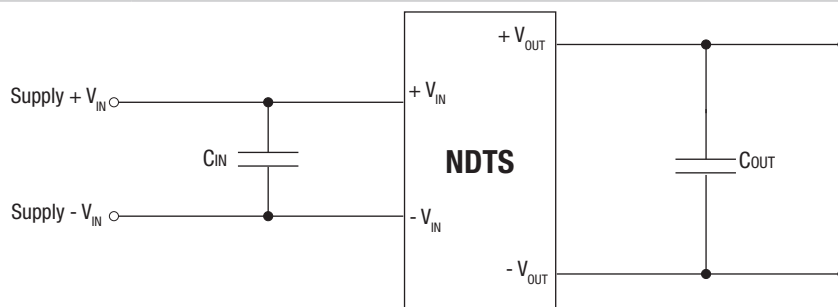 + VOUT
Supply + VIN
+ VIN
CIN
NDTS
COUT
Supply - VIN
- VIN
- VOUT